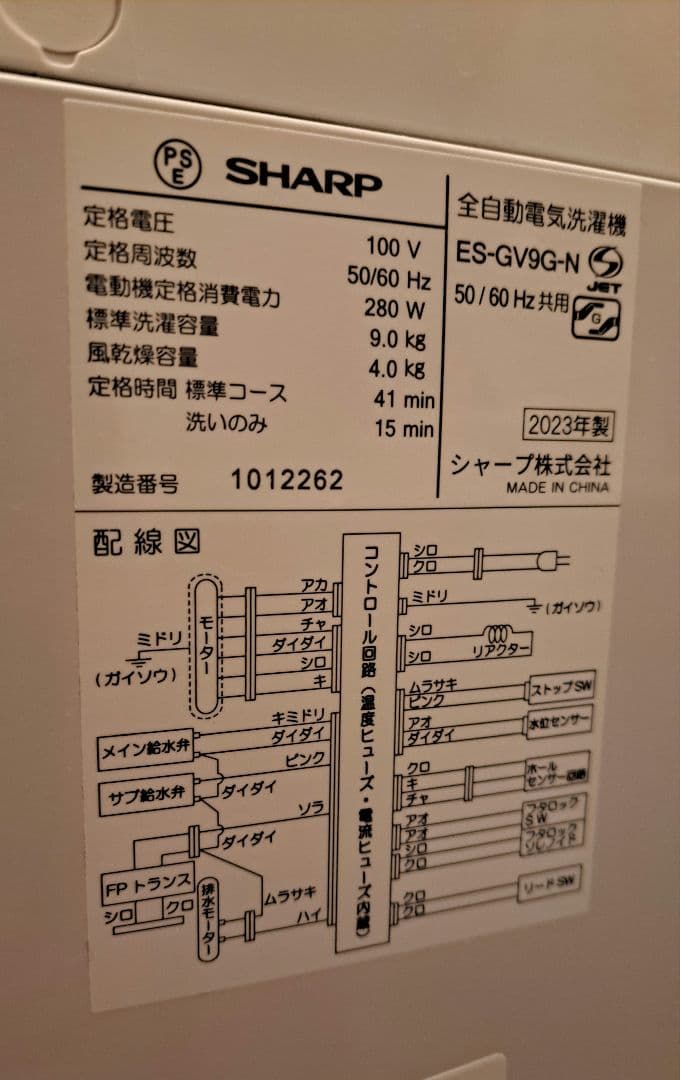 PSE SHARP
定格電圧 100 V
定格周波数 50/60 Hz
電動機定格消費電力 280 W
標準洗濯容量 9.0 kg
風乾燥容量 4.0 kg
定格時間 標準コース 41 min
洗いのみ 15 min
製造番号 1012262
全自動電気洗濯機
ES-GV9G-N
JET
50/60 Hz共用
G
2023年製
シャープ株式会社
MADE IN CHINA
配線図
モーター
ミドリ
(ガイソウ)
アカ
アオ
チャ
ダイダイ
シロ
キ
キミドリ
ダイダイ
ピンク
メイン給水弁
サブ給水弁
ダイダイ
ソラ
ダイダイ
FPトランス
シロ
クロ
排水モーター
ムラサキ
ハイ
コントロール回路(温度ヒューズ・電流ヒューズ内蔵)
シロ
クロ
ミドリ
(ガイソウ)
シロ
シロ
リアクター
ムラサキ
ピンク
ストップSW
アオ
ダイダイ
水位センサー
クロ
キ
チャ
ホール
センサー回路
アオ
アオ
フタロック
SW
シロ
クロ
フタロック
ソレノイド
クロ
クロ
リードSW